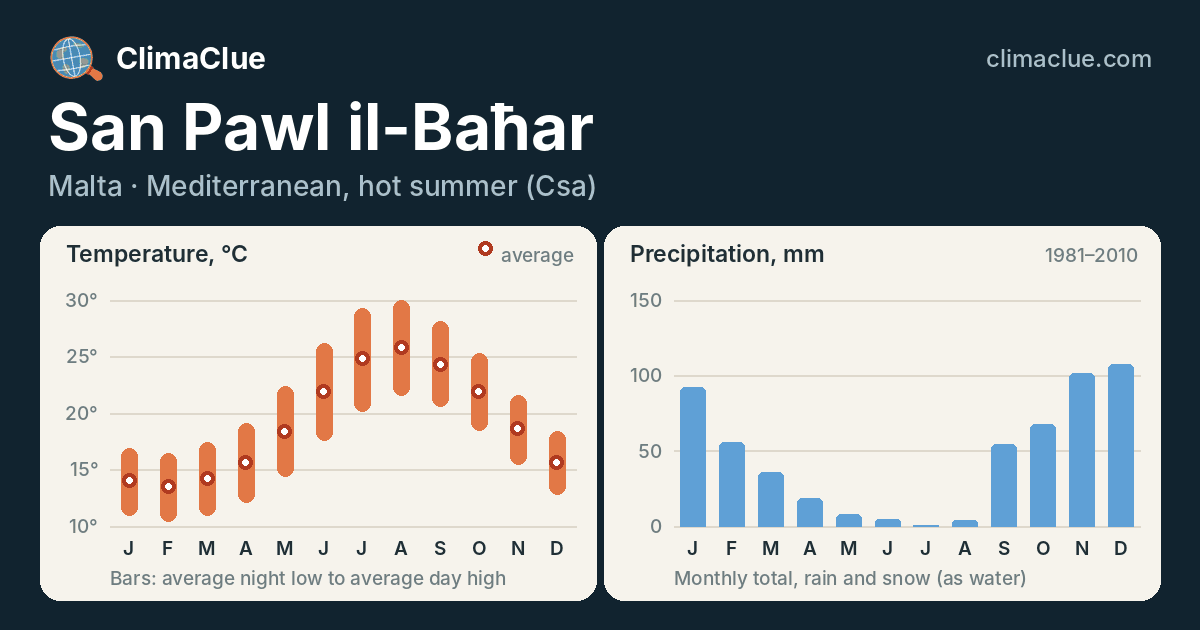 ClimaClue
climaclue.com
San Pawl il-Baħar
Malta · Mediterranean, hot summer (Csa)
Temperature, °C
average
30°
25°
20°
15°
10°
J F M A M J J A S O N D
Bars: average night low to average day high
Precipitation, mm
1981–2010
150
100
50
0
J F M A M J J A S O N D
Monthly total, rain and snow (as water)